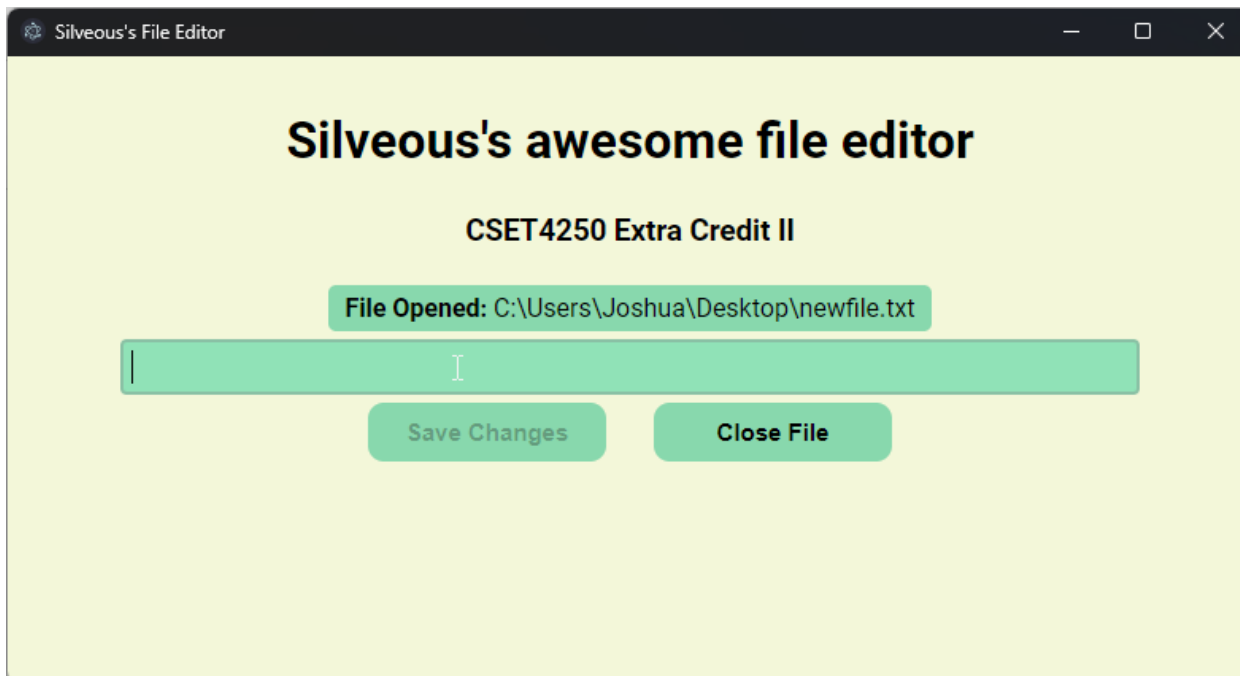 Silveous's File Editor
Silveous's awesome file editor
CSET4250 Extra Credit II
File Opened: C:\Users\Joshua\Desktop\newfile.txt
Save Changes Close File